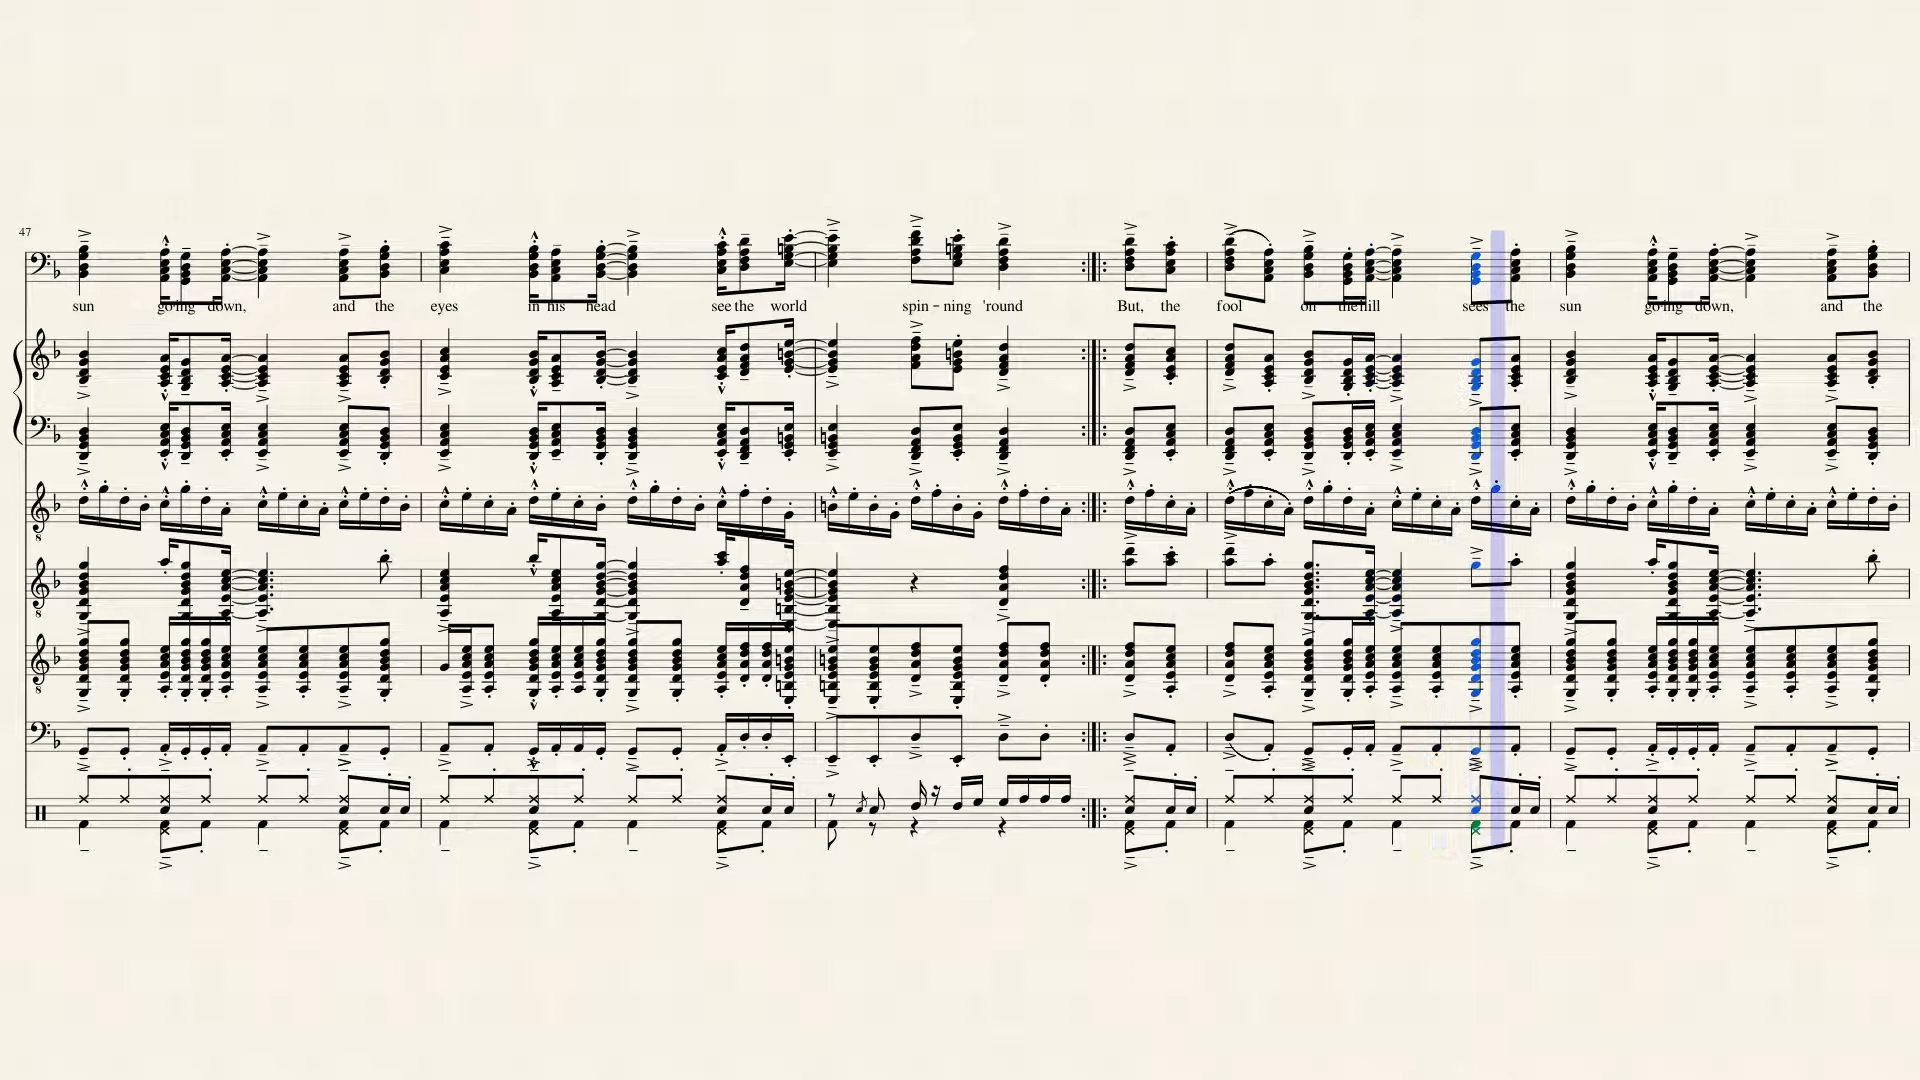 47
sun going down, and the eyes in his head see the world spin - ning 'round But, the fool on the hill sees the sun going down, and the